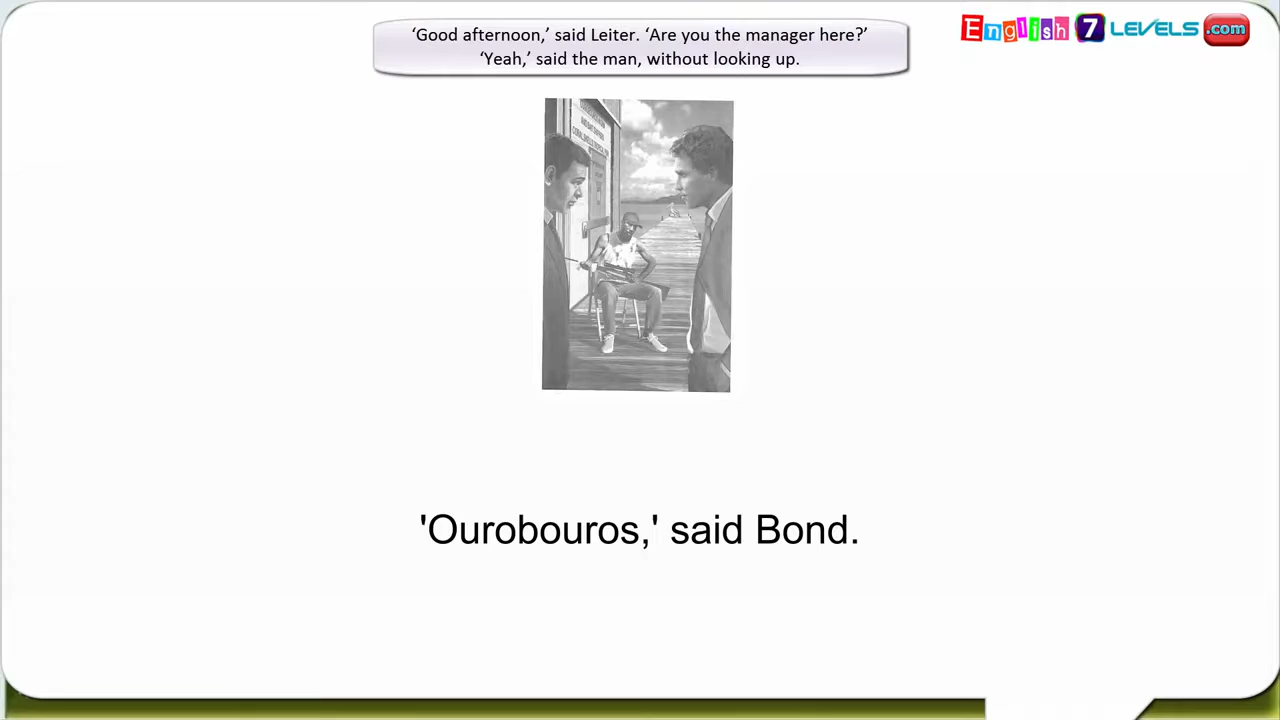 ‘Good afternoon,’ said Leiter. ‘Are you the manager here?’
‘Yeah,’ said the man, without looking up.
English 7 LEVELS .com
'Ourobouros,' said Bond.